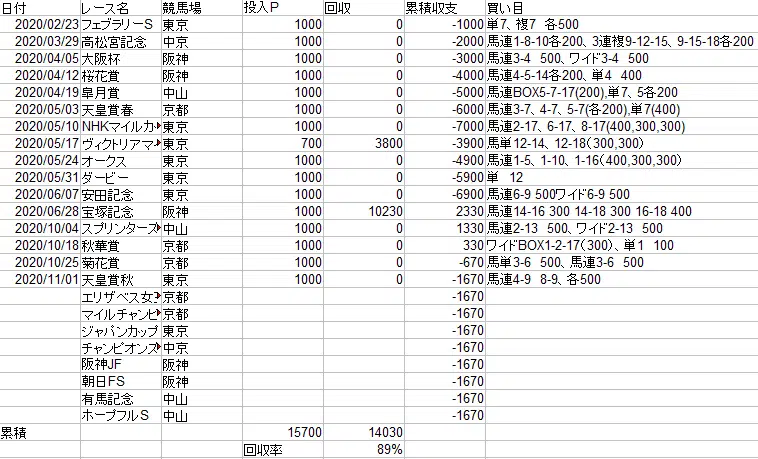 日付 レース名 競馬場 投入P 回収 累積収支 買い目
2020/02/23 フェブラリーS 東京 1000 0 -1000 単7、複7 各500
2020/03/29 高松宮記念 中京 1000 0 -2000 馬連1-8-10各200、3連複9-12-15、9-15-18各200
2020/04/05 大阪杯 阪神 1000 0 -3000 馬連3-4 500、ワイド3-4 500
2020/04/12 桜花賞 阪神 1000 0 -4000 馬連4-5-14各200、単4 400
2020/04/19 皐月賞 中山 1000 0 -5000 馬連BOX5-7-17(200),単7、5各200
2020/05/03 天皇賞春 京都 1000 0 -6000 馬連3-7、4-7、5-7(各200),単7(400)
2020/05/10 NHKマイルカ 東京 1000 0 -7000 馬連2-17、6-17、8-17(400,300,300)
2020/05/17 ヴィクトリアマ 東京 700 3800 -3900 馬単12-14、12-18(300,300)
2020/05/24 オークス 東京 1000 0 -4900 馬連1-5、1-10、1-16(400,300,300)
2020/05/31 ダービー 東京 1000 0 -5900 単 12
2020/06/07 安田記念 東京 1000 0 -6900 馬連6-9 500ワイド6-9 500
2020/06/28 宝塚記念 阪神 1000 10230 2330 馬連14-16 300 14-18 300 16-18 400
2020/10/04 スプリンターズ 中山 1000 0 1330 馬連2-13 500、ワイド2-13 500
2020/10/18 秋華賞 京都 1000 0 330 ワイドBOX1-2-17(300)、単1 100
2020/10/25 菊花賞 京都 1000 0 -670 馬単3-6 500、馬連3-6 500
2020/11/01 天皇賞秋 東京 1000 0 -1670 馬連4-9 8-9、各500
エリザベス女 京都 -1670
マイルチャンピ 京都 -1670
ジャパンカップ 東京 -1670
チャンピオンズ 中京 -1670
阪神JF 阪神 -1670
朝日FS 阪神 -1670
有馬記念 中山 -1670
ホープフルS 中山 -1670
累積 15700 14030
回収率 89%